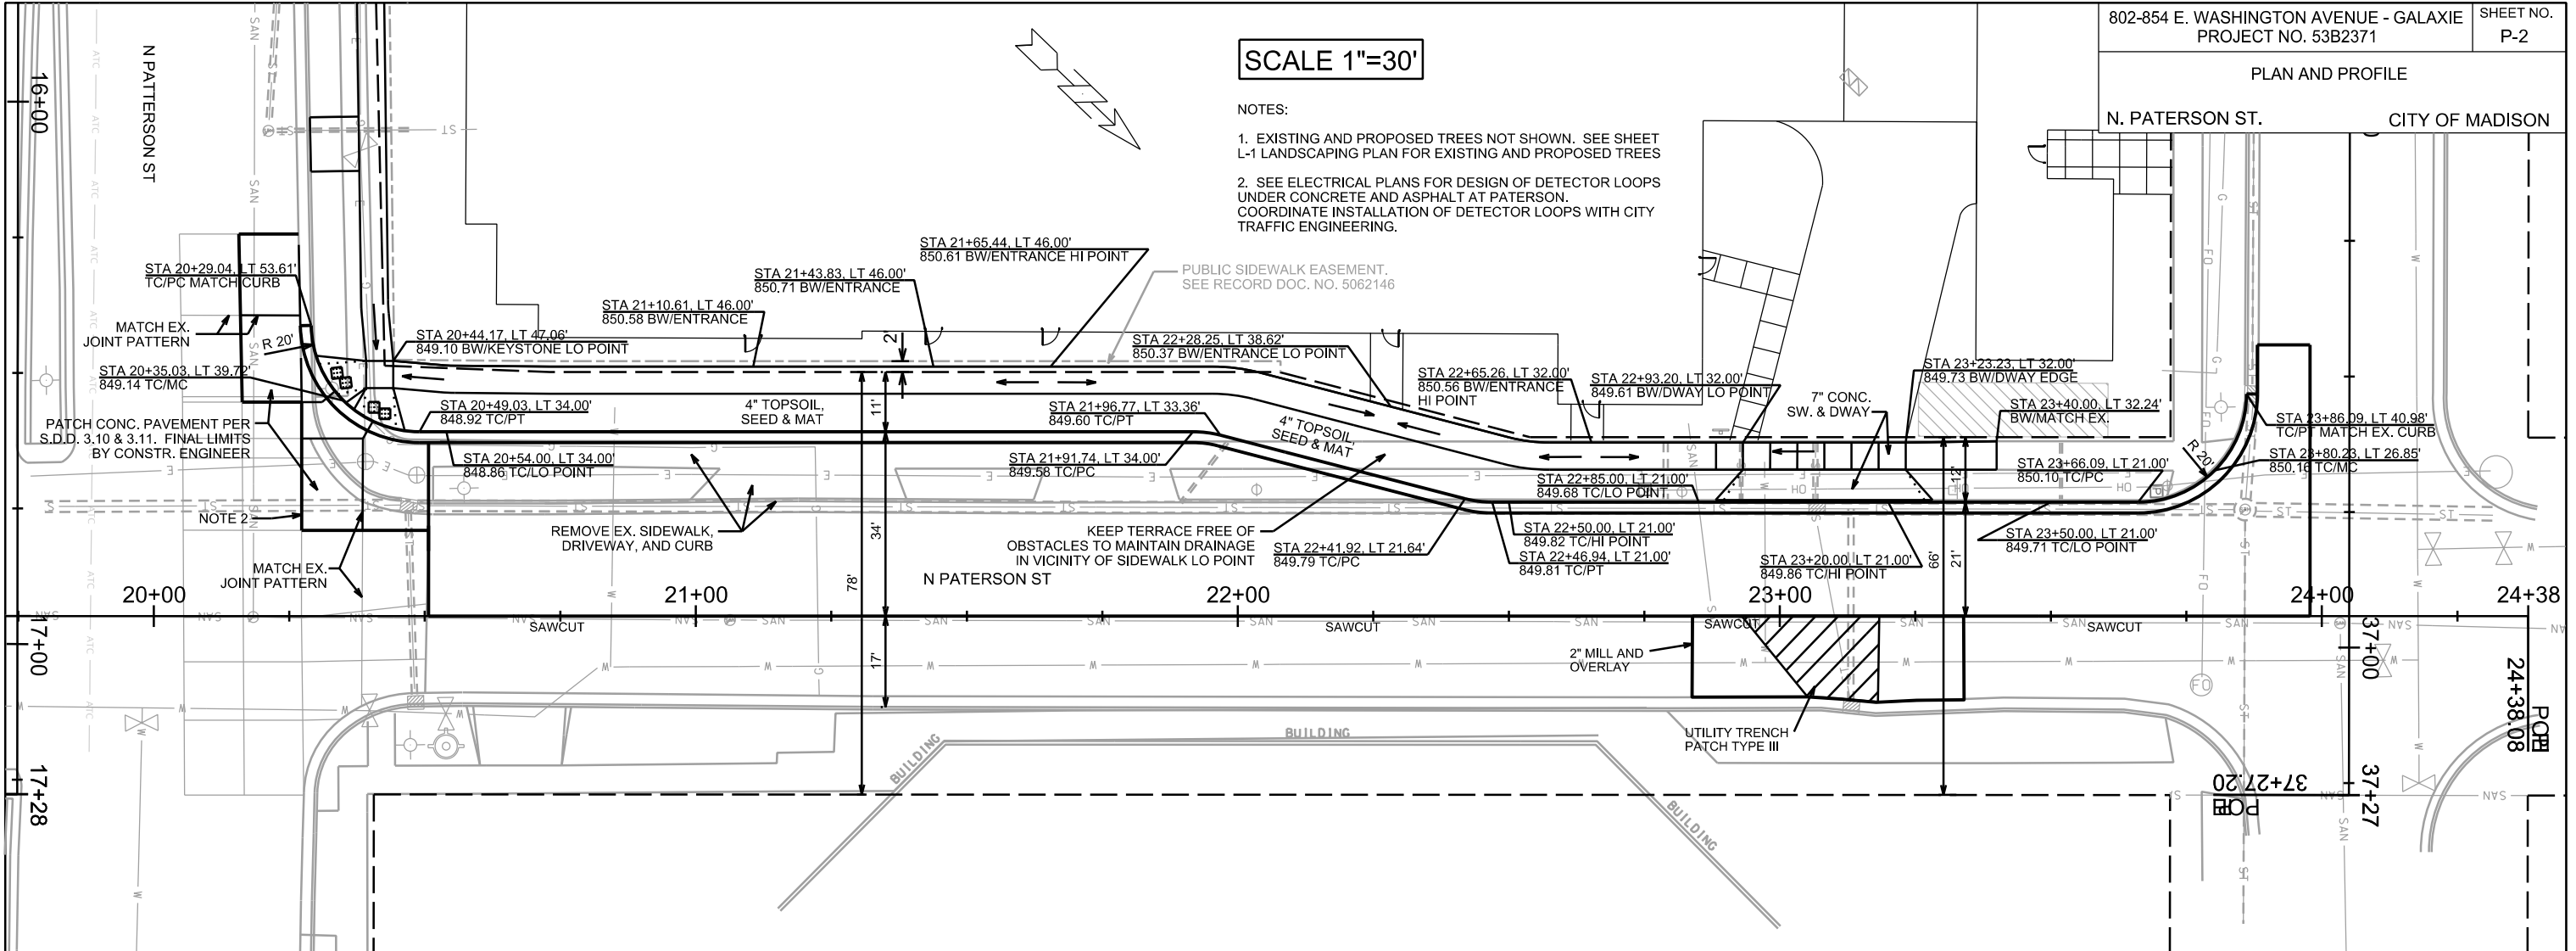 802-854 E. WASHINGTON AVENUE - GALAXIE
PROJECT NO. 53B2371
SHEET NO.
P-2
PLAN AND PROFILE
N. PATERSON ST.
CITY OF MADISON
SCALE 1"=30'
NOTES:
1. EXISTING AND PROPOSED TREES NOT SHOWN. SEE SHEET
L-1 LANDSCAPING PLAN FOR EXISTING AND PROPOSED TREES
2. SEE ELECTRICAL PLANS FOR DESIGN OF DETECTOR LOOPS
UNDER CONCRETE AND ASPHALT AT PATERSON.
COORDINATE INSTALLATION OF DETECTOR LOOPS WITH CITY
TRAFFIC ENGINEERING.
16+00
N PATTERSON ST
STA 20+29.04, LT 53.61'
TC/PC MATCH CURB
MATCH EX.
JOINT PATTERN
R 20'
STA 20+35.03, LT 39.72'
849.14 TC/MC
PATCH CONC. PAVEMENT PER
S.D.D. 3.10 & 3.11. FINAL LIMITS
BY CONSTR. ENGINEER
NOTE 2
MATCH EX.
JOINT PATTERN
STA 20+44.17, LT 47.06'
849.10 BW/KEYSTONE LO POINT
STA 20+49.03, LT 34.00'
848.92 TC/PT
STA 20+54.00, LT 34.00'
848.86 TC/LO POINT
STA 21+10.61, LT 46.00'
850.58 BW/ENTRANCE
STA 21+43.83, LT 46.00'
850.71 BW/ENTRANCE
STA 21+65.44, LT 46.00'
850.61 BW/ENTRANCE HI POINT
PUBLIC SIDEWALK EASEMENT.
SEE RECORD DOC. NO. 5062146
2'
11'
34'
78'
17'
4" TOPSOIL,
SEED & MAT
REMOVE EX. SIDEWALK,
DRIVEWAY, AND CURB
STA 21+96.77, LT 33.36'
849.60 TC/PT
STA 21+91.74, LT 34.00'
849.58 TC/PC
STA 22+28.25, LT 38.62'
850.37 BW/ENTRANCE LO POINT
4" TOPSOIL,
SEED & MAT
KEEP TERRACE FREE OF
OBSTACLES TO MAINTAIN DRAINAGE
IN VICINITY OF SIDEWALK LO POINT
STA 22+41.92, LT 21.64'
849.79 TC/PC
STA 22+65.26, LT 32.00'
850.56 BW/ENTRANCE
HI POINT
STA 22+85.00, LT 21.00'
849.68 TC/LO POINT
STA 22+50.00, LT 21.00'
849.82 TC/HI POINT
STA 22+46.94, LT 21.00'
849.81 TC/PT
STA 22+93.20, LT 32.00'
849.61 BW/DWAY LO POINT
7" CONC.
SW. & DWAY
STA 23+23.23, LT 32.00'
849.73 BW/DWAY EDGE
STA 23+40.00, LT 32.24'
BW/MATCH EX.
STA 23+20.00, LT 21.00'
849.86 TC/HI POINT
66'
12'
21'
STA 23+66.09, LT 21.00'
850.10 TC/PC
STA 23+50.00, LT 21.00'
849.71 TC/LO POINT
R 20'
STA 23+86.09, LT 40.98'
TC/PT MATCH EX. CURB
STA 23+80.23, LT 26.85'
850.16 TC/MC
N PATERSON ST
20+00
21+00
22+00
23+00
24+00
24+38
SAWCUT
SAWCUT
SAWCUT
SAWCUT
2" MILL AND
OVERLAY
UTILITY TRENCH
PATCH TYPE III
BUILDING
BUILDING
BUILDING
17+00
17+28
37+00
37+27
37+27.20
24+38.08